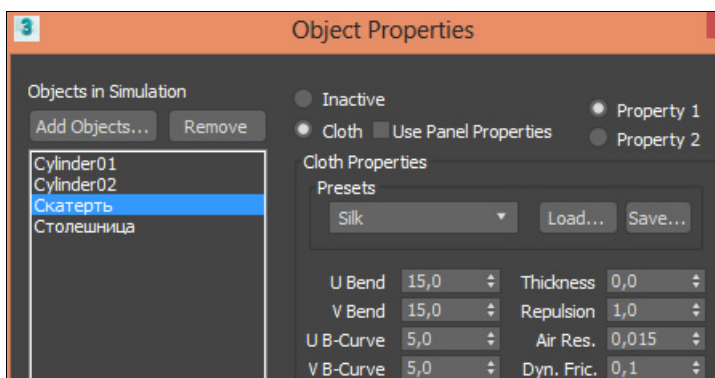 3
Object Properties
Objects in Simulation
Add Objects...
Remove
Cylinder01
Cylinder02
Скатерть
Столешница
Inactive
Cloth
Use Panel Properties
Property 1
Property 2
Cloth Properties
Presets
Silk
Load...
Save...
U Bend 15,0 Thickness 0,0
V Bend 15,0 Repulsion 1,0
U B-Curve 5,0 Air Res. 0,015
V B-Curve 5,0 Dyn. Fric. 0,1